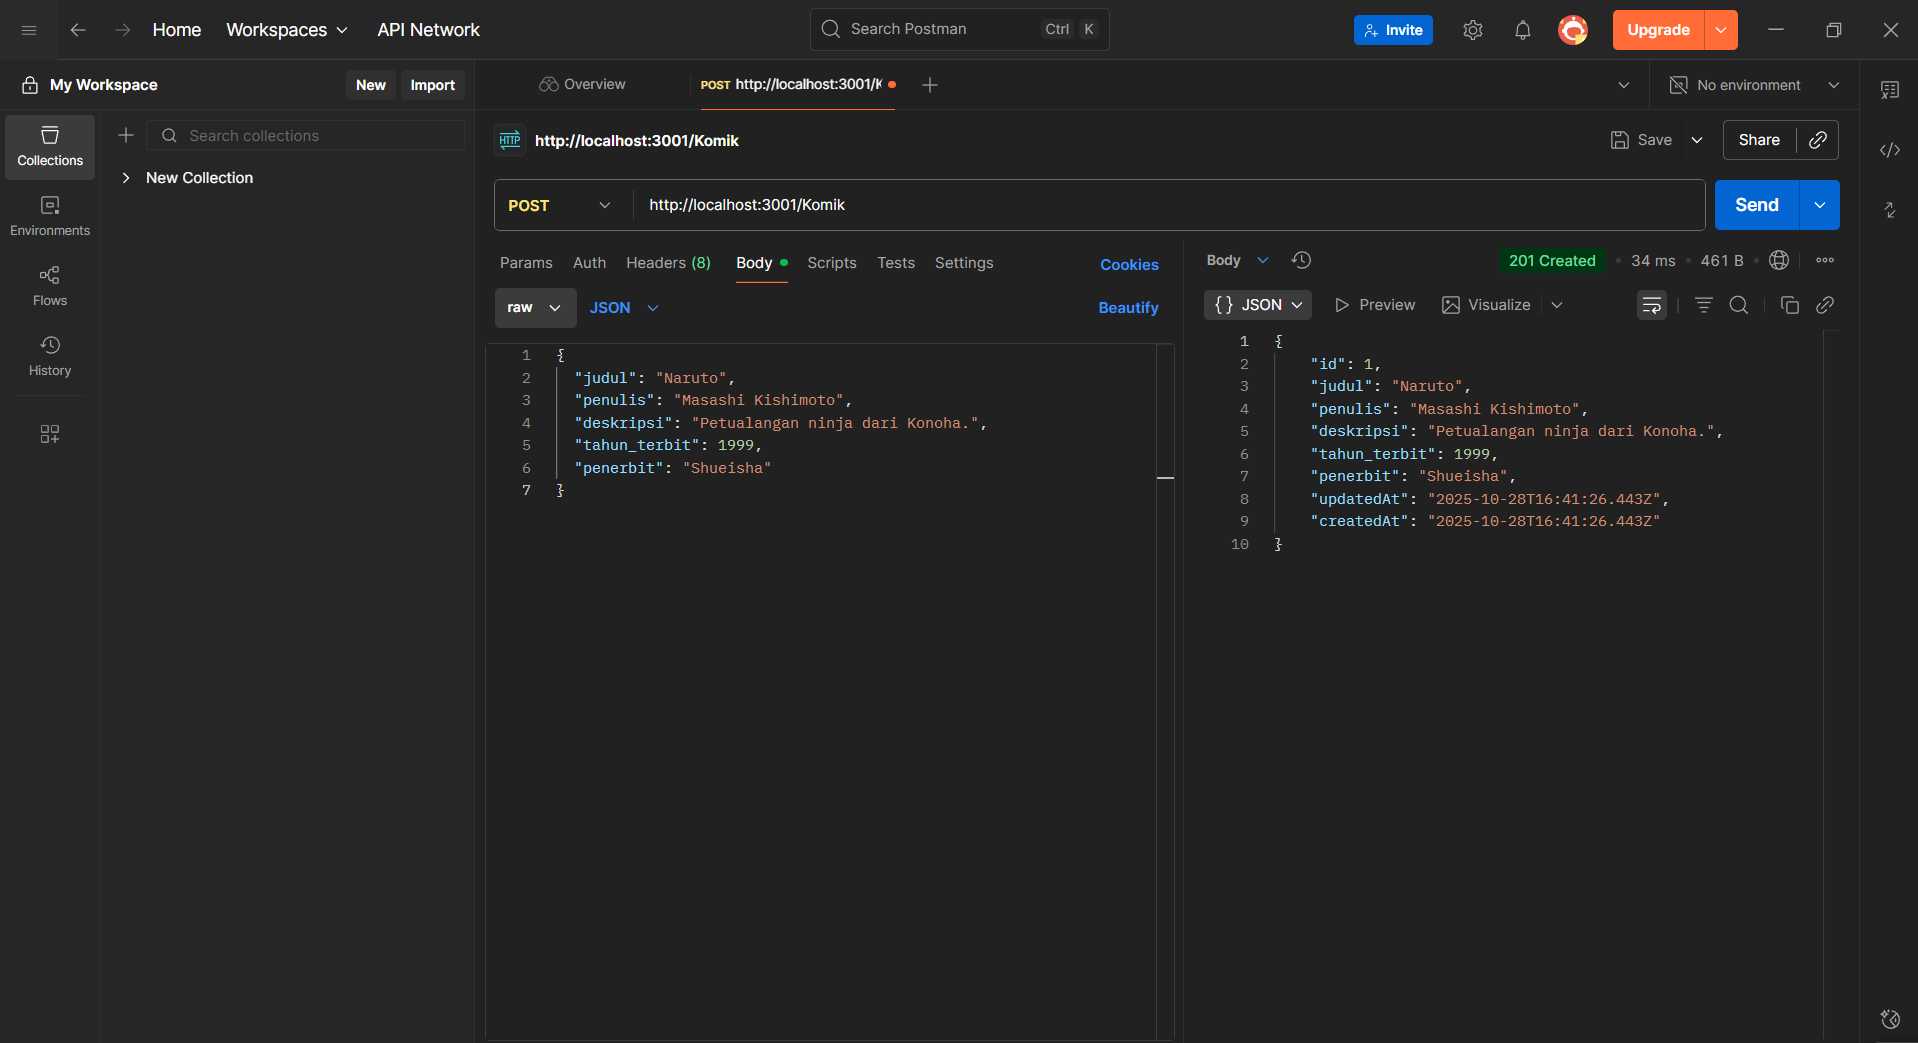 Home Workspaces API Network Search Postman Ctrl K Invite Upgrade
My Workspace New Import Overview POST http://localhost:3001/K No environment
Search collections
New Collection
Collections
Environments
Flows
History
HTTP http://localhost:3001/Komik Save Share
POST http://localhost:3001/Komik Send
Params Auth Headers (8) Body Scripts Tests Settings Cookies
raw JSON Beautify
1 {
2 "judul": "Naruto",
3 "penulis": "Masashi Kishimoto",
4 "deskripsi": "Petualangan ninja dari Konoha.",
5 "tahun_terbit": 1999,
6 "penerbit": "Shueisha"
7 }
Body 201 Created 34 ms 461 B
{} JSON Preview Visualize
1 {
2 "id": 1,
3 "judul": "Naruto",
4 "penulis": "Masashi Kishimoto",
5 "deskripsi": "Petualangan ninja dari Konoha.",
6 "tahun_terbit": 1999,
7 "penerbit": "Shueisha",
8 "updatedAt": "2025-10-28T16:41:26.443Z",
9 "createdAt": "2025-10-28T16:41:26.443Z"
10 }